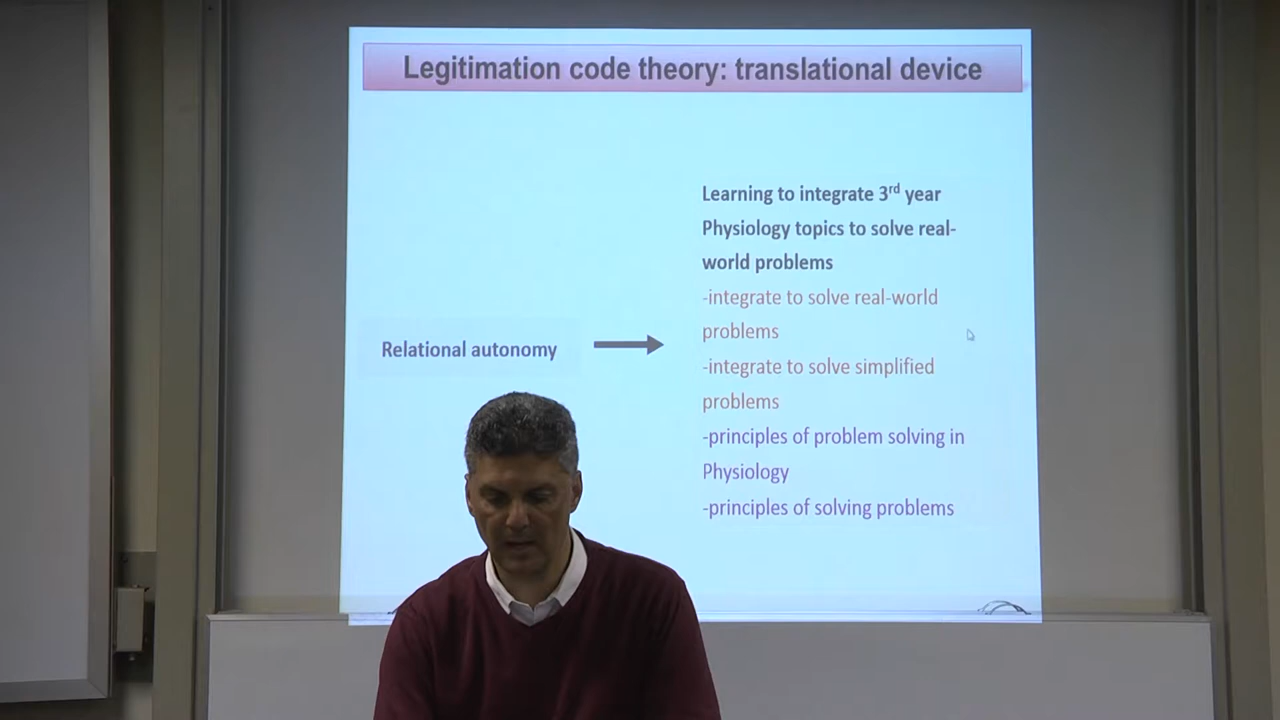 Legitimation code theory: translational device
Learning to integrate 3rd year
Physiology topics to solve real-
world problems
-integrate to solve real-world
problems
-integrate to solve simplified
problems
-principles of problem solving in
Physiology
-principles of solving problems
Relational autonomy